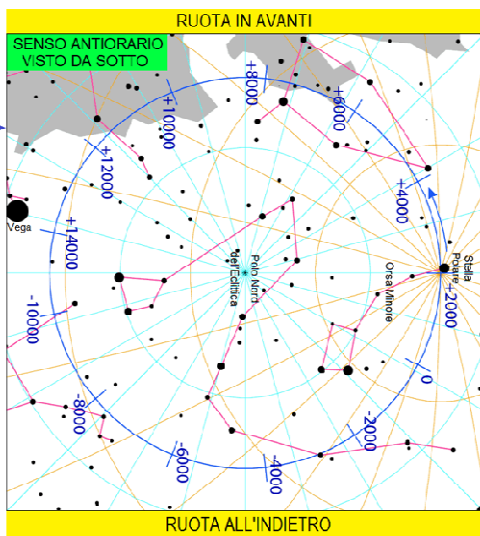 RUOTA IN AVANTI
SENSO ANTIORARIO
VISTO DA SOTTO
+8000
+6000
+10000
+12000
+4000
+14000
Vega
Stella
Polare
+2000
Polo Nord
dell'Eclittica
Orsa Minore
-10000
0
-8000
-2000
-6000
-4000
RUOTA ALL'INDIETRO